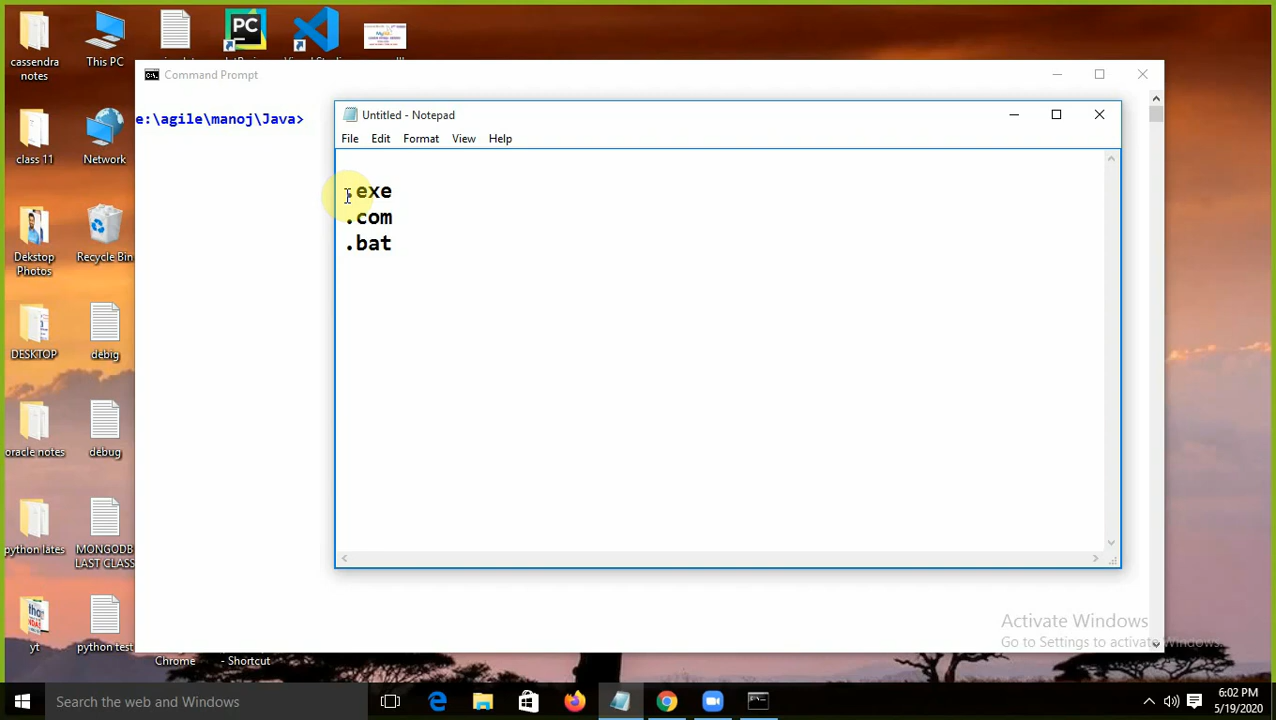 cassendra
notes
This PC
PC
Command Prompt
e:\agile\manoj\Java>
Untitled - Notepad
File Edit Format View Help
.exe
.com
.bat
class 11
Network
Dekstop
Photos
Recycle Bin
DESKTOP
debig
oracle notes
debug
python lates
MONGODB
LAST CLASS
yt
python test
Chrome
- Shortcut
Activate Windows
Go to Settings to activate Windows.
Search the web and Windows
6:02 PM
5/19/2020